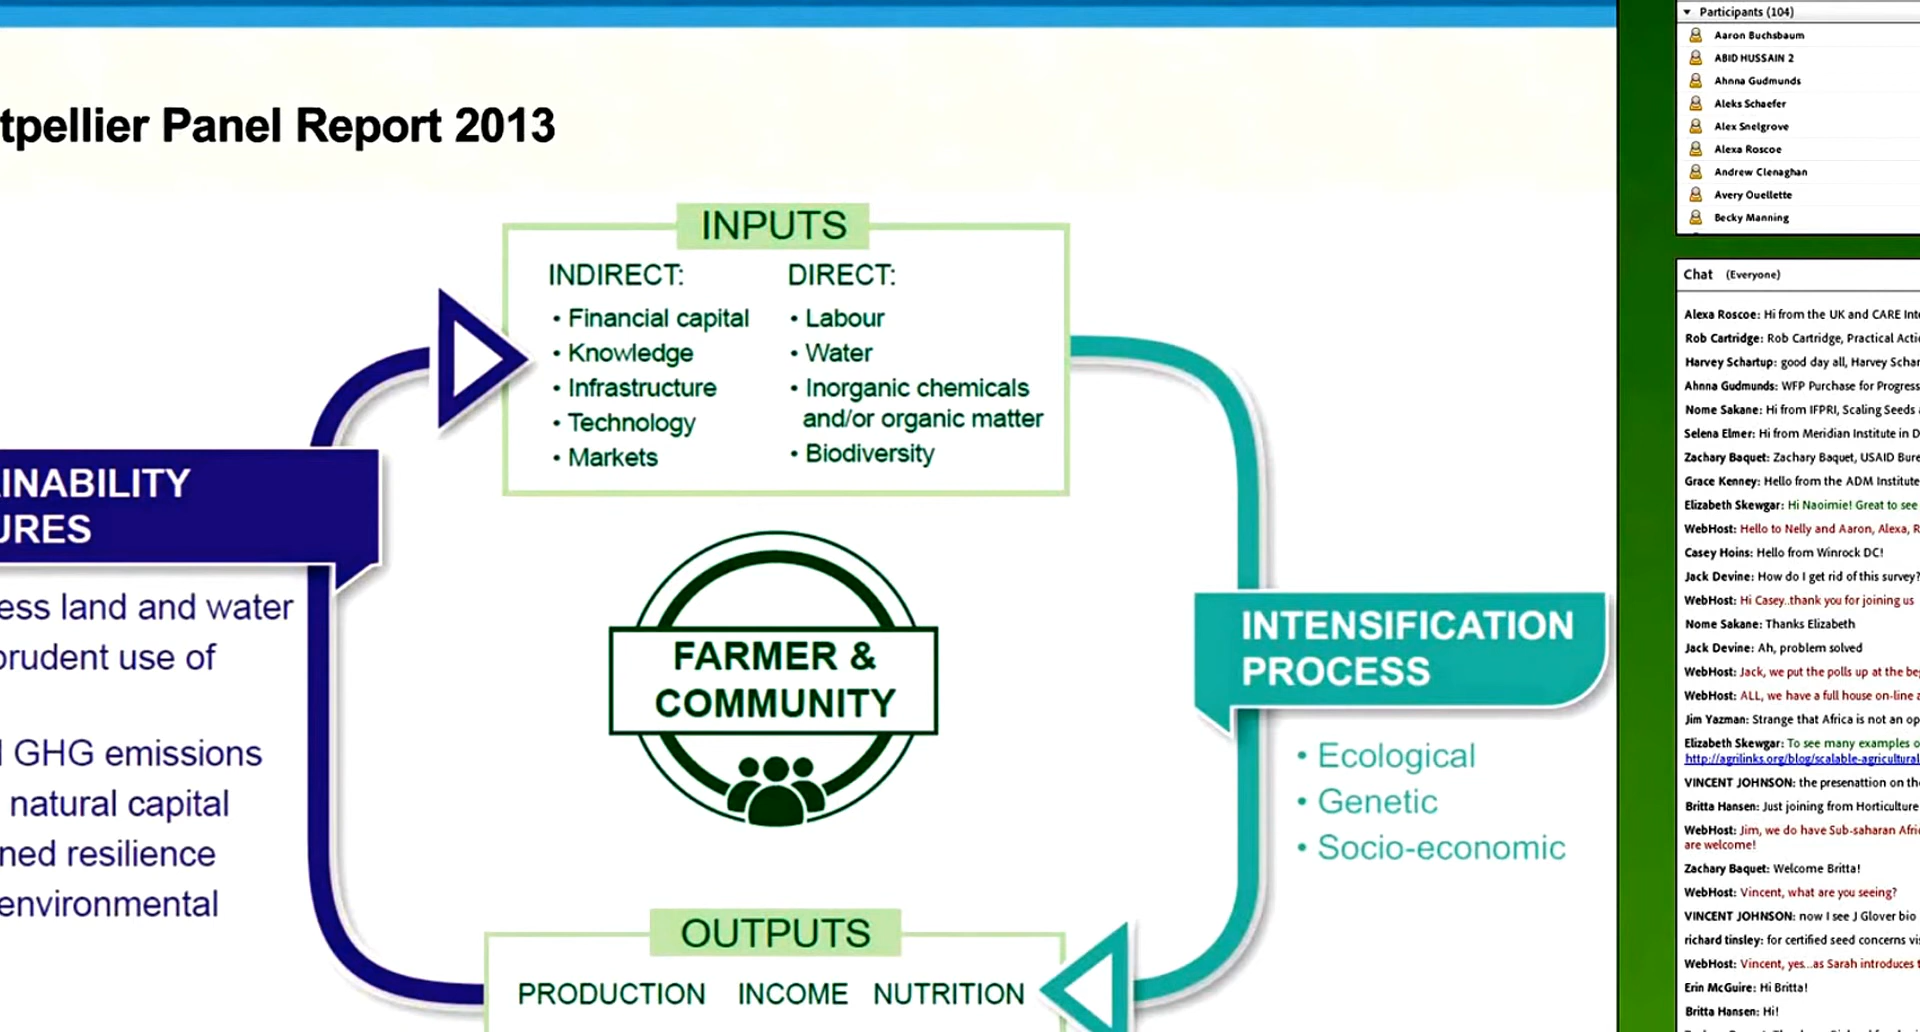 tpellier Panel Report 2013
INPUTS
INDIRECT:
• Financial capital
• Knowledge
• Infrastructure
• Technology
• Markets
DIRECT:
• Labour
• Water
• Inorganic chemicals
and/or organic matter
• Biodiversity
INABILITY
URES
ess land and water
prudent use of
GHG emissions
natural capital
ned resilience
environmental
FARMER &
COMMUNITY
INTENSIFICATION
PROCESS
• Ecological
• Genetic
• Socio-economic
OUTPUTS
PRODUCTION INCOME NUTRITION
Participants (104)
Aaron Buchsbaum
ABID HUSSAIN 2
Ahnna Gudmunds
Aleks Schaefer
Alex Snelgrove
Alexa Roscoe
Andrew Clenaghan
Avery Ouellette
Becky Manning
Chat (Everyone)
Alexa Roscoe: Hi from the UK and CARE Inte
Rob Cartridge: Rob Cartridge, Practical Actio
Harvey Schartup: good day all, Harvey Schar
Ahnna Gudmunds: WFP Purchase for Progress
Nome Sakane: Hi from IFPRI, Scaling Seeds
Selena Elmer: Hi from Meridian Institute in D
Zachary Baquet: Zachary Baquet, USAID Bure
Grace Kenney: Hello from the ADM Institute
Elizabeth Skewgar: Hi Naoimie! Great to see
WebHost: Hello to Nelly and Aaron, Alexa, R
Casey Hoins: Hello from Winrock DC!
Jack Devine: How do I get rid of this survey?
WebHost: Hi Casey..thank you for joining us
Nome Sakane: Thanks Elizabeth
Jack Devine: Ah, problem solved
WebHost: Jack, we put the polls up at the be
WebHost: ALL, we have a full house on-line a
Jim Yazman: Strange that Africa is not an op
Elizabeth Skewgar: To see many examples o
http://agrilinks.org/blog/scalable-agricultural
VINCENT JOHNSON: the presenattion on the
Britta Hansen: Just joining from Horticulture
WebHost: Jim, we do have Sub-saharan Afri
are welcome!
Zachary Baquet: Welcome Britta!
WebHost: Vincent, what are you seeing?
VINCENT JOHNSON: now I see J Glover bio
richard tinsley: for certified seed concerns vis
WebHost: Vincent, yes...as Sarah introduces t
Erin McGuire: Hi Britta!
Britta Hansen: Hi!